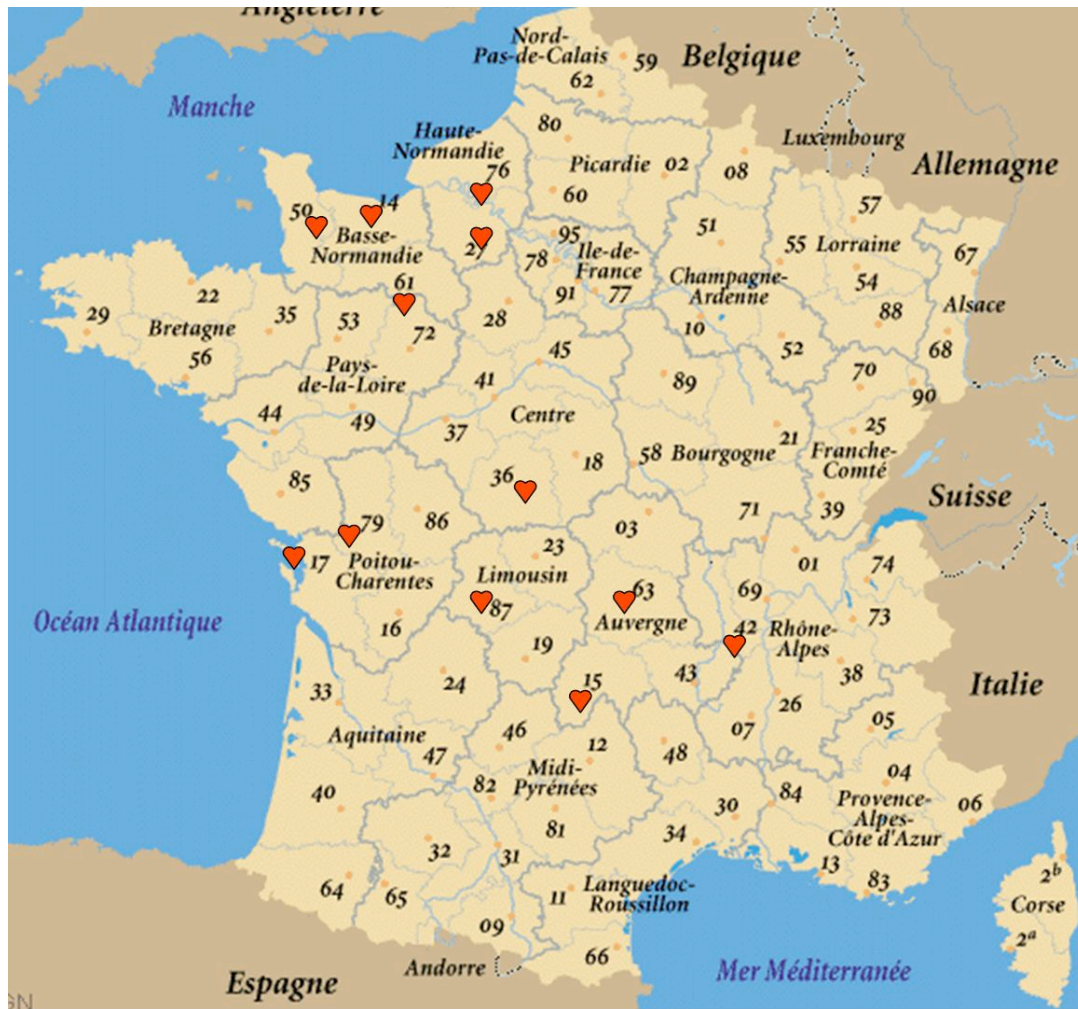 Angleterre
Nord-
Pas-de-Calais
59
Belgique
62
Manche
80
Haute-
Normandie
Luxembourg
Picardie
02
08
Allemagne
76
60
57
50
14
51
Basse-
Normandie
27
95
Ile-de-
France
78
55
Lorraine
67
61
91
77
Champagne-
Ardenne
54
22
29
Bretagne
35
53
72
28
10
88
Alsace
56
45
52
68
Pays-
de-la-Loire
41
89
70
90
44
49
Centre
37
21
25
58
Bourgogne
Franche-
Comté
18
36
85
Suisse
79
86
03
71
39
23
17
Poitou-
Charentes
Limousin
01
74
63
69
87
Auvergne
73
Océan Atlantique
16
42
Rhône-
Alpes
19
43
38
Italie
15
24
33
26
05
46
07
Aquitaine
12
48
47
Midi-
Pyrénées
04
82
84
40
30
Provence-
Alpes-
Côte d'Azur
06
81
34
32
31
13
83
64
65
11
Languedoc-
Roussillon
2b
Corse
09
2a
66
Andorre
Mer Méditerranée
Espagne
GN